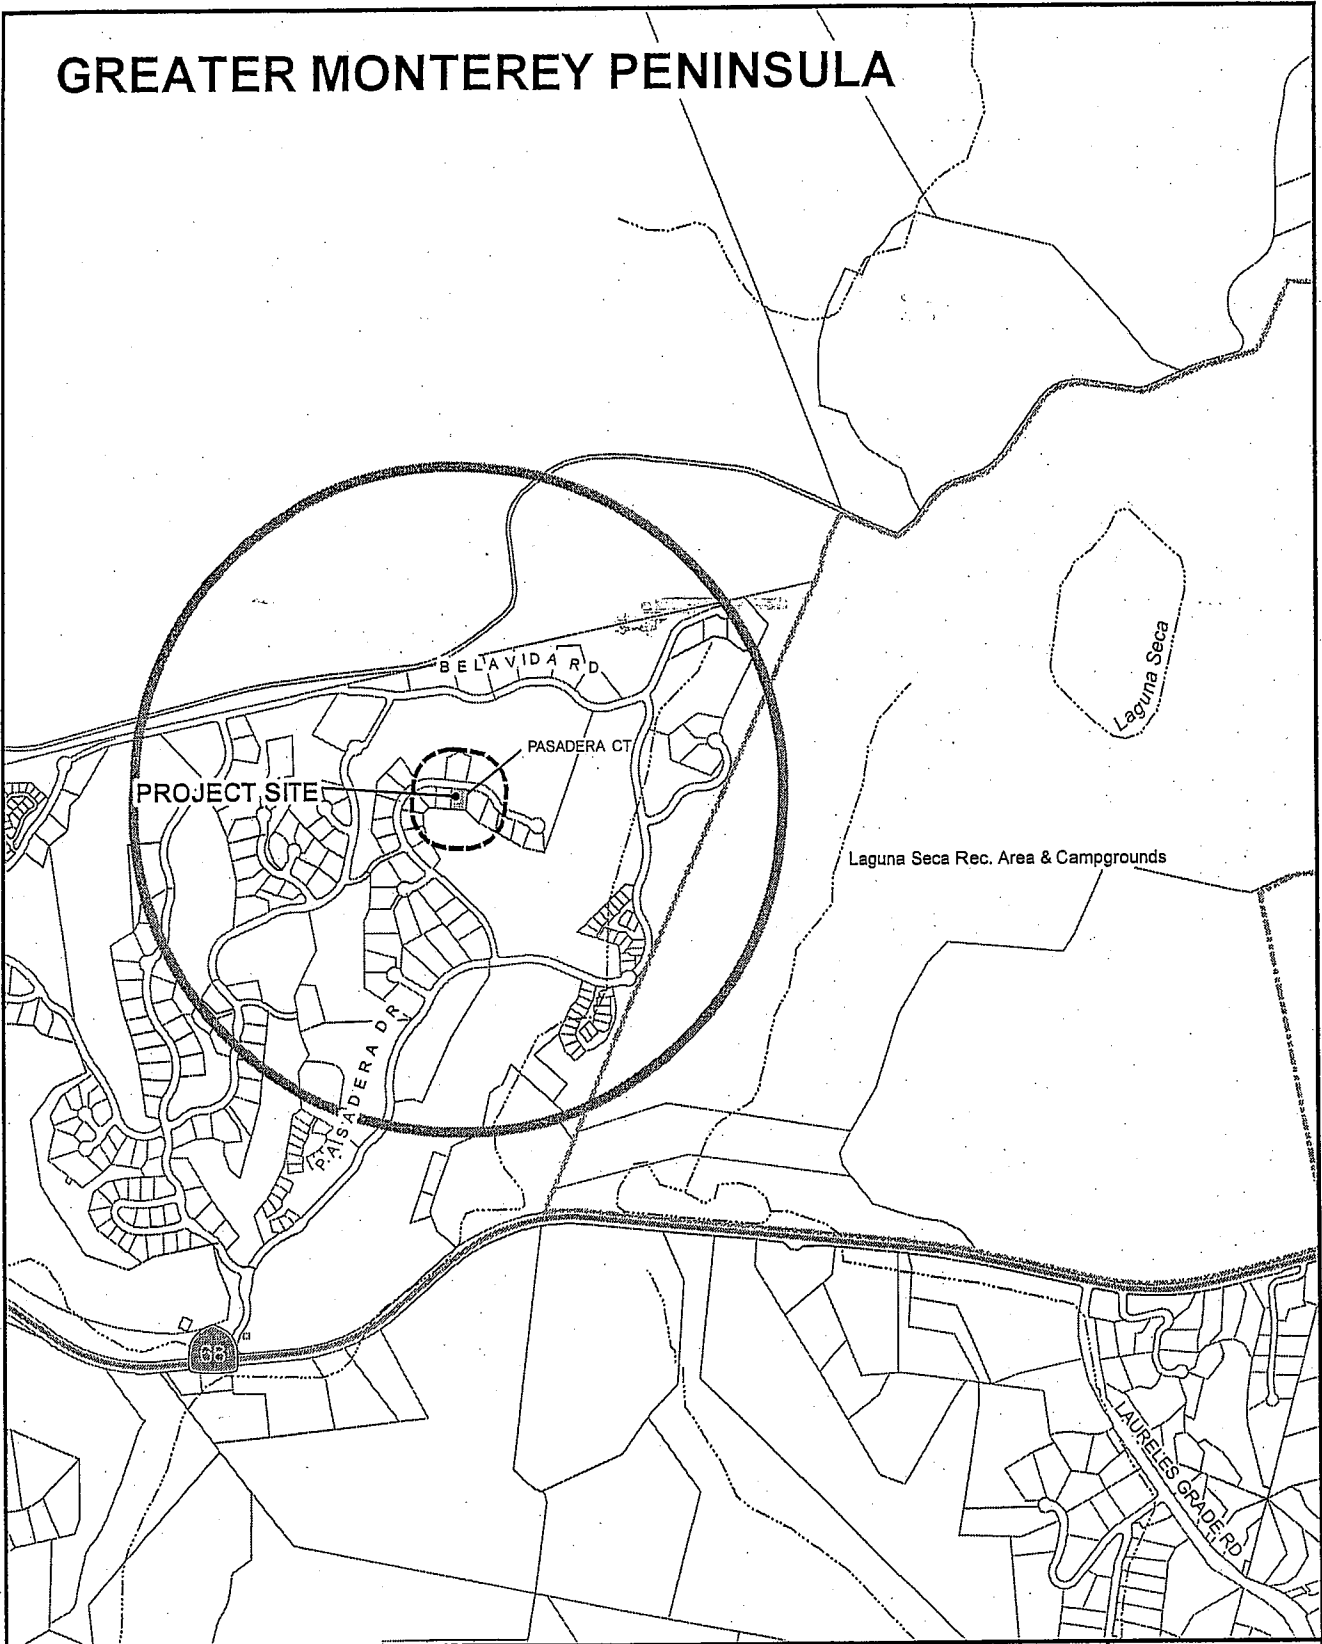 GREATER MONTEREY PENINSULA
BELAVIDA RD
PASADERA CT
PROJECT SITE
Laguna Seca
Laguna Seca Rec. Area & Campgrounds
PASADERA DR
68
LAURELES GRADE RD